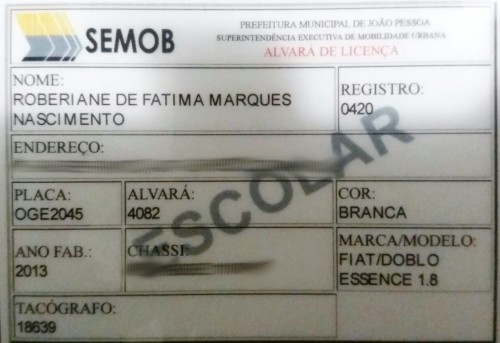 SEMOB
PREFEITURA MUNICIPAL DE JOÃO PESSOA
SUPERINTENDÊNCIA EXECUTIVA DE MOBILIDADE URBANA
ALVARÁ DE LICENÇA
NOME:
ROBERIANE DE FATIMA MARQUES
NASCIMENTO
REGISTRO:
0420
ENDEREÇO:
ESCOLAR
PLACA:
OGE2045
ALVARÁ:
4082
COR:
BRANCA
ANO FAB.:
2013
CHASSI:
MARCA/MODELO:
FIAT/DOBLO
ESSENCE 1.8
TACÓGRAFO:
18639